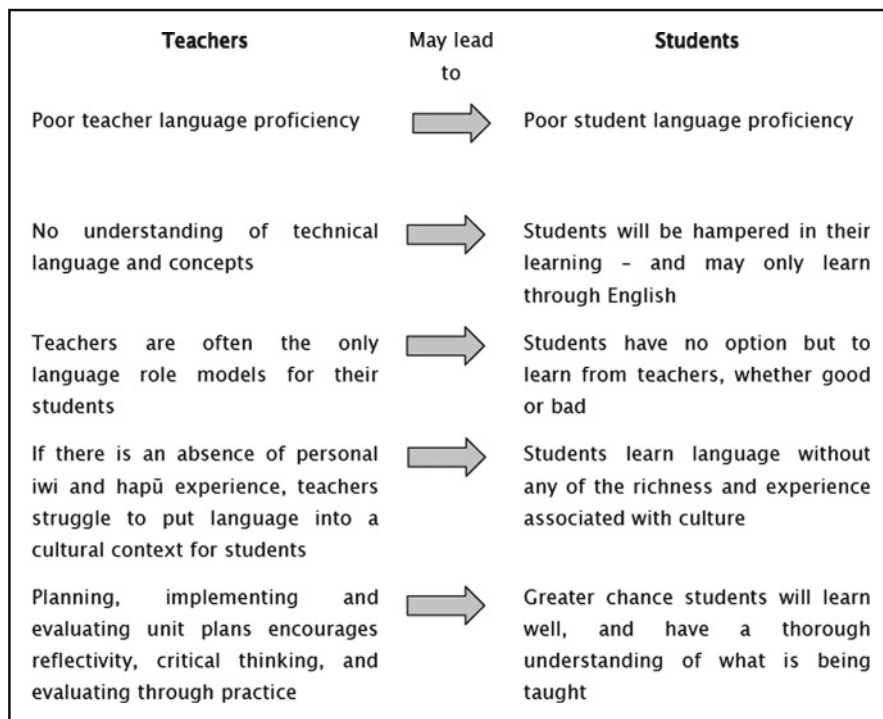 Teachers
May lead
to
Students
Poor teacher language proficiency
Poor student language proficiency
No understanding of technical
language and concepts
Students will be hampered in their
learning – and may only learn
through English
Teachers are often the only
language role models for their
students
Students have no option but to
learn from teachers, whether good
or bad
If there is an absence of personal
iwi and hapū experience, teachers
struggle to put language into a
cultural context for students
Students learn language without
any of the richness and experience
associated with culture
Planning, implementing and
evaluating unit plans encourages
reflectivity, critical thinking, and
evaluating through practice
Greater chance students will learn
well, and have a thorough
understanding of what is being
taught